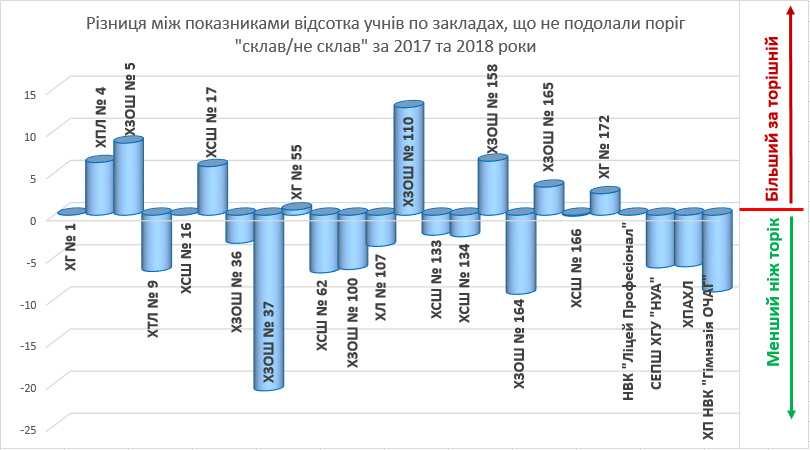 Різниця між показниками відсотка учнів по закладах, що не подолали поріг
"склав/не склав" за 2017 та 2018 роки
15
10
5
0
-5
-10
-15
-20
-25
ХГ № 1
ХПЛ № 4
ХЗОШ № 5
ХТЛ № 9
ХСШ № 16
ХСШ № 17
ХЗОШ № 36
ХЗОШ № 37
ХГ № 55
ХСШ № 62
ХЗОШ № 100
ХЛ № 107
ХЗОШ № 110
ХСШ № 133
ХСШ № 134
ХЗОШ № 158
ХЗОШ № 164
ХЗОШ № 165
ХСШ № 166
ХГ № 172
НВК "Ліцей Професіонал"
СЕПШ ХГУ "НУА"
ХПАХЛ
ХП НВК "Гімназія ОЧАГ"
Більший за торішній
Менший ніж торік